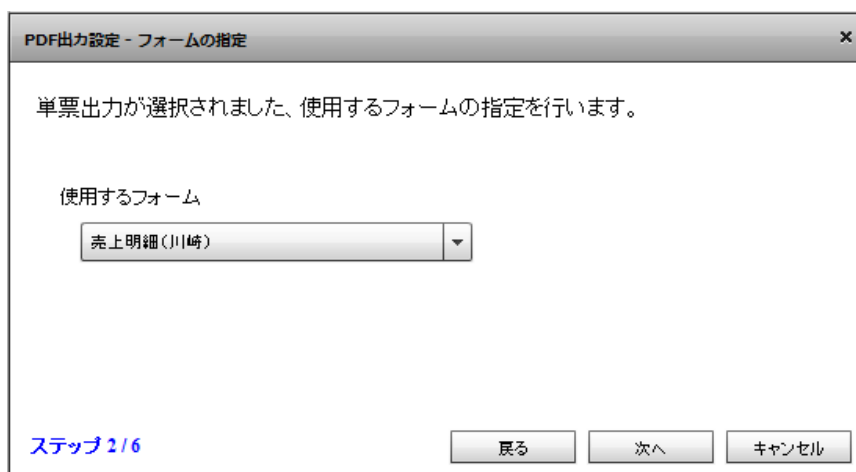 PDF出力設定 - フォームの指定
×
単票出力が選択されました、使用するフォームの指定を行います。
使用するフォーム
売上明細(川崎)
ステップ 2 / 6
戻る
次へ
キャンセル